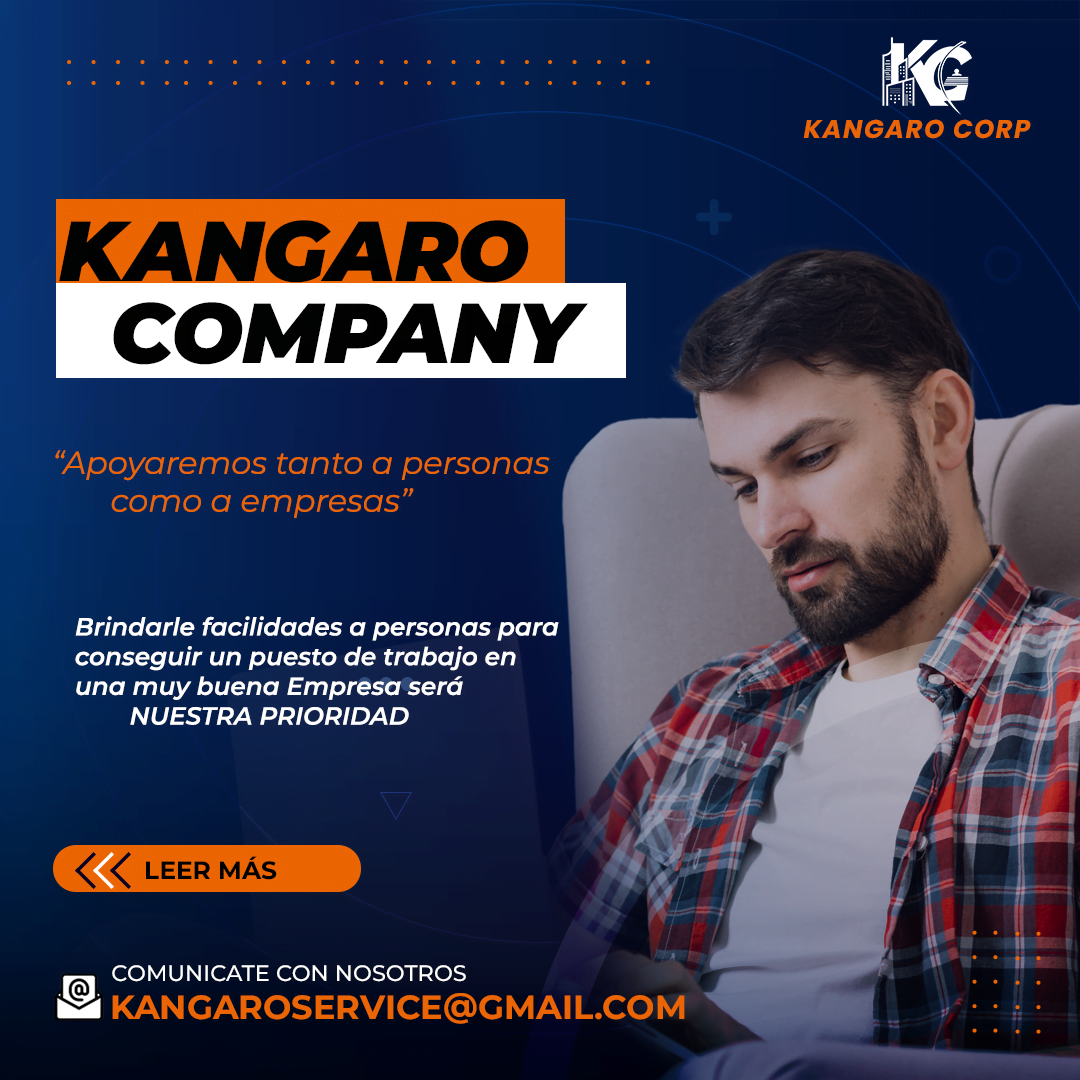 KG
KANGARO CORP
KANGARO
COMPANY
“Apoyaremos tanto a personas
como a empresas”
Brindarle facilidades a personas para
conseguir un puesto de trabajo en
una muy buena Empresa será
NUESTRA PRIORIDAD
LEER MÁS
@
COMUNICATE CON NOSOTROS
KANGAROSERVICE@GMAIL.COM